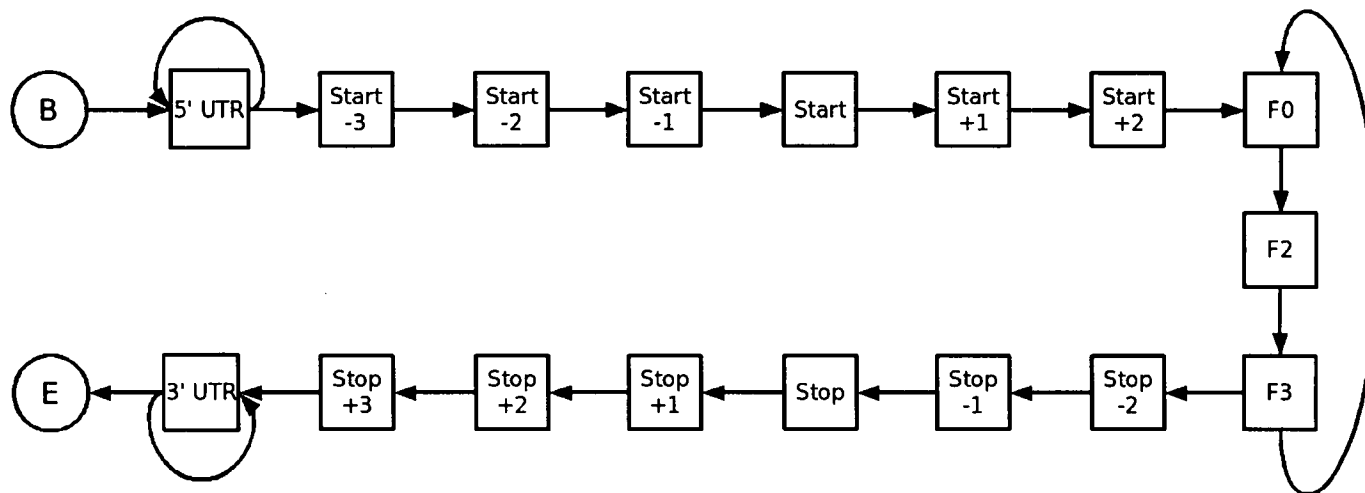 B
5' UTR
Start
-3
Start
-2
Start
-1
Start
Start
+1
Start
+2
F0
F2
E
3' UTR
Stop
+3
Stop
+2
Stop
+1
Stop
Stop
-1
Stop
-2
F3